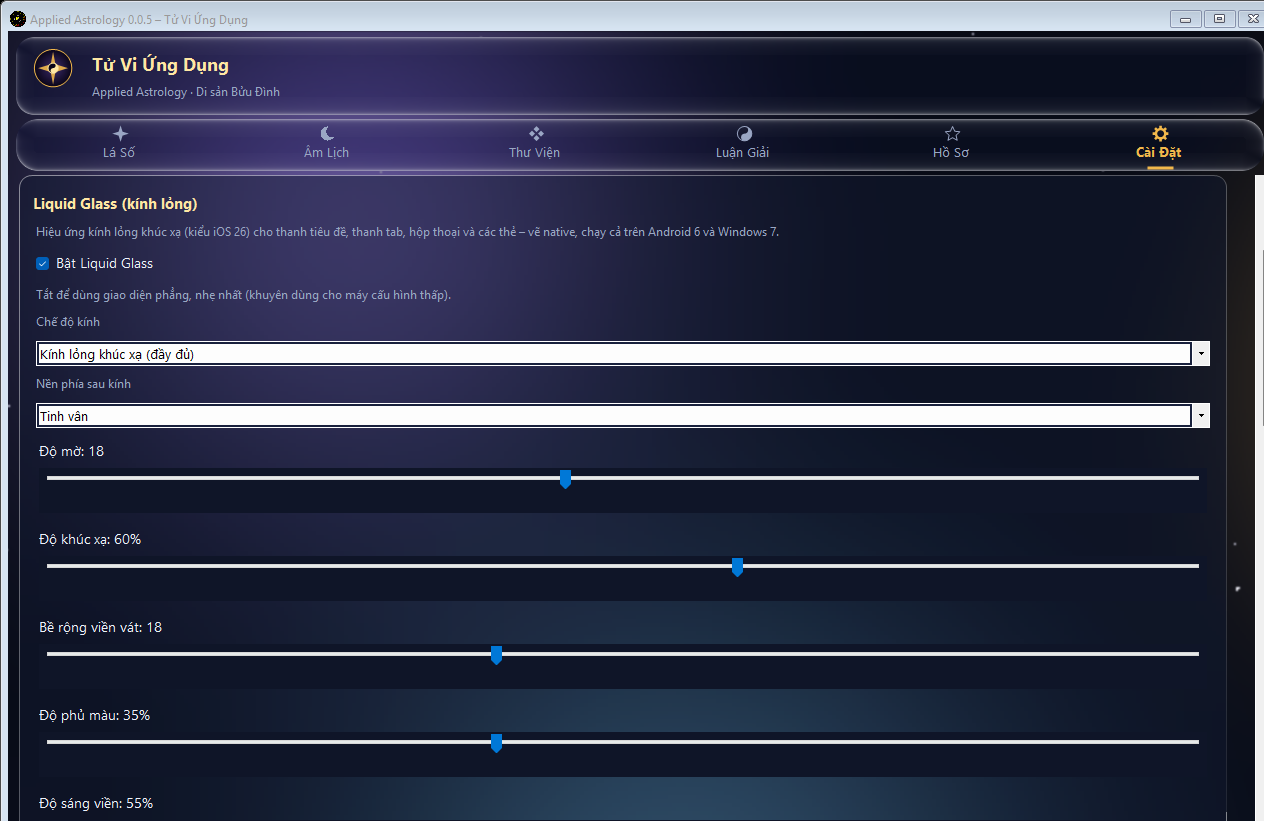 Applied Astrology 0.0.5 – Tử Vi Ứng Dụng
Tử Vi Ứng Dụng
Applied Astrology · Di sản Bửu Đình
Lá Số
Âm Lịch
Thư Viện
Luận Giải
Hồ Sơ
Cài Đặt
Liquid Glass (kính lỏng)
Hiệu ứng kính lỏng khúc xạ (kiểu iOS 26) cho thanh tiêu đề, thanh tab, hộp thoại và các thẻ – vẽ native, chạy cả trên Android 6 và Windows 7.
Bật Liquid Glass
Tắt để dùng giao diện phẳng, nhẹ nhất (khuyên dùng cho máy cấu hình thấp).
Chế độ kính
Kính lỏng khúc xạ (đầy đủ)
Nền phía sau kính
Tinh vân
Độ mờ: 18
Độ khúc xạ: 60%
Bề rộng viền vát: 18
Độ phủ màu: 35%
Độ sáng viền: 55%